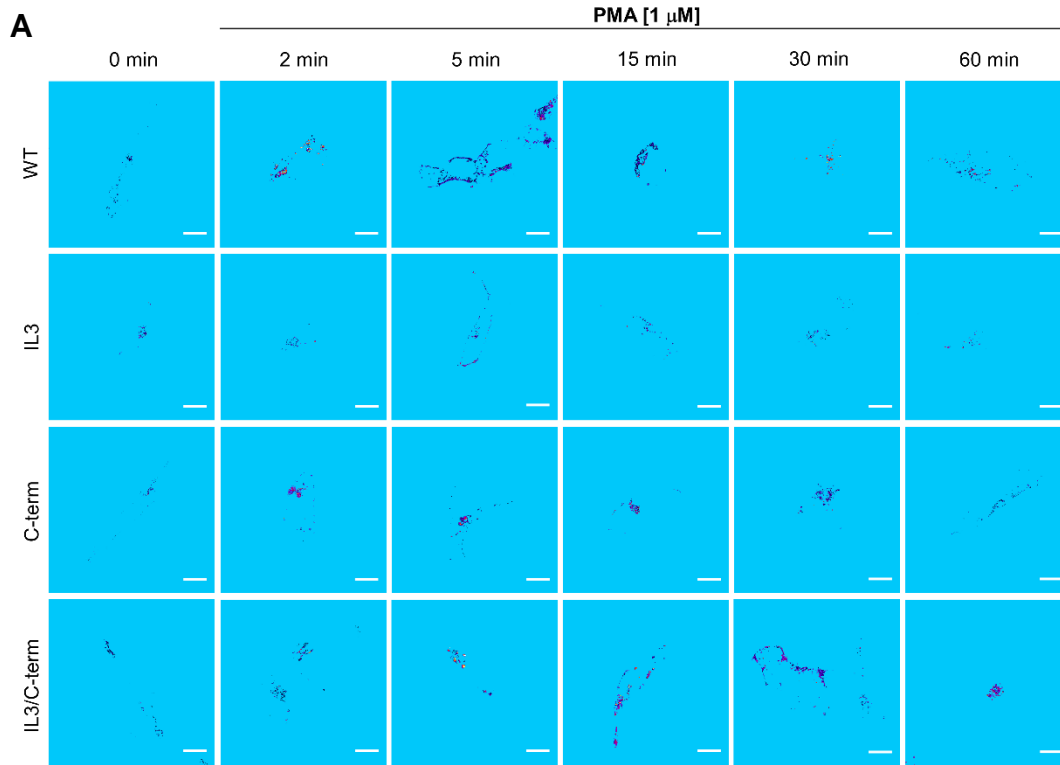 A
PMA [1 μM]
0 min 2 min 5 min 15 min 30 min 60 min
WT
IL3
C-term
IL3/C-term